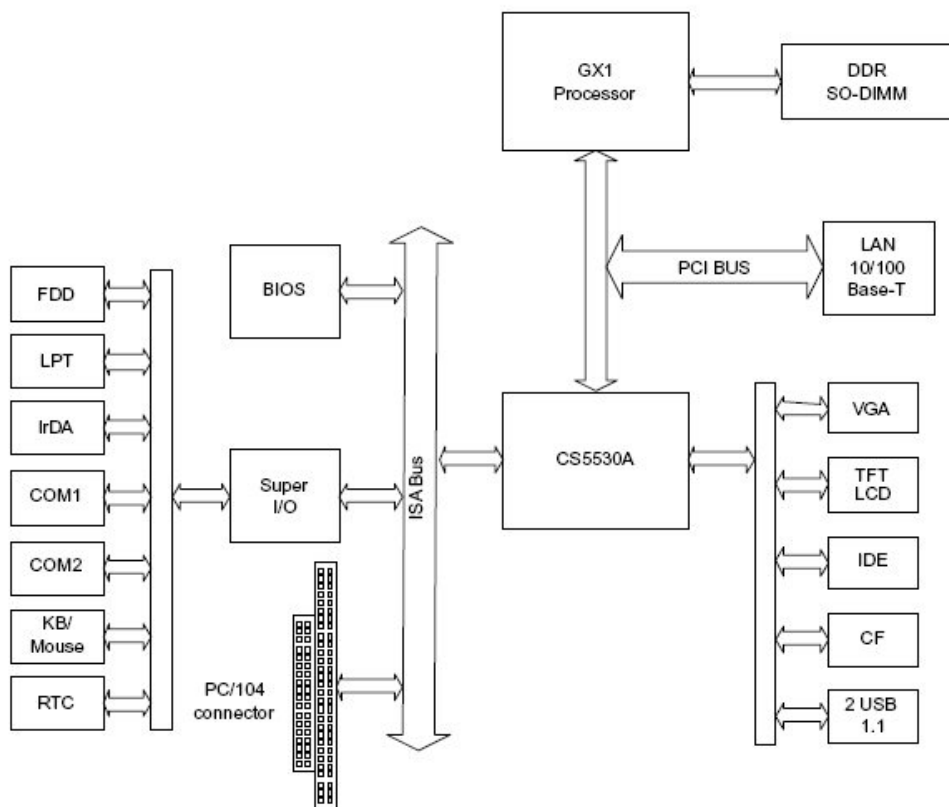 GX1
Processor
DDR
SO-DIMM
PCI BUS
LAN
10/100
Base-T
FDD
LPT
IrDA
COM1
COM2
KB/
Mouse
RTC
BIOS
Super
I/O
PC/104
connector
ISA Bus
CS5530A
VGA
TFT
LCD
IDE
CF
2 USB
1.1